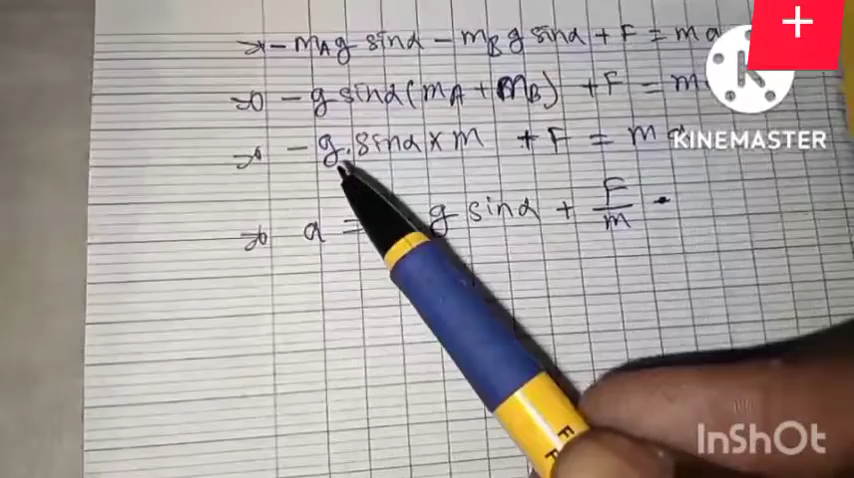 ⇒ - mAg sinα - mBg sinα + F = ma
⇒ - g sinα (mA + mB) + F = m
⇒ - g. sinα × m + F = m
⇒ a = g sinα + F/m
+
K
KINEMASTER
InShOt